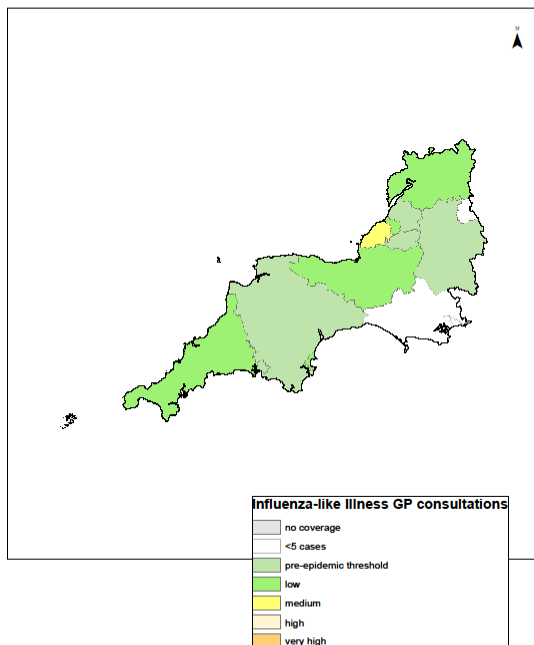 N
Influenza-like Illness GP consultations
no coverage
<5 cases
pre-epidemic threshold
low
medium
high
very high